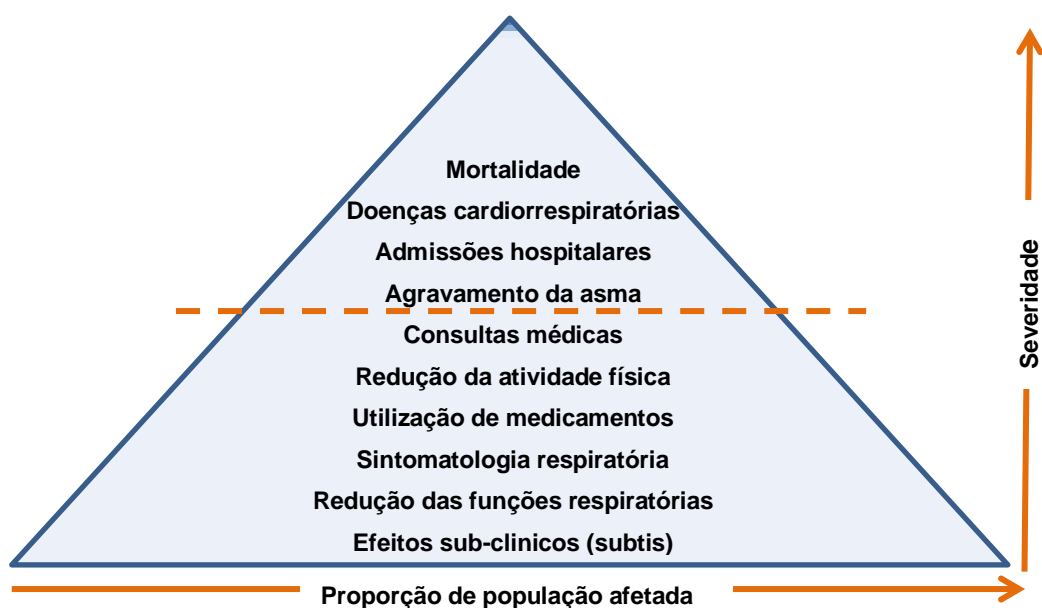 Mortalidade
Doenças cardiorrespiratórias
Admissões hospitalares
Agravamento da asma
Consultas médicas
Redução da atividade física
Utilização de medicamentos
Sintomatologia respiratória
Redução das funções respiratórias
Efeitos sub-clinicos (subtis)
Proporção de população afetada
Severidade